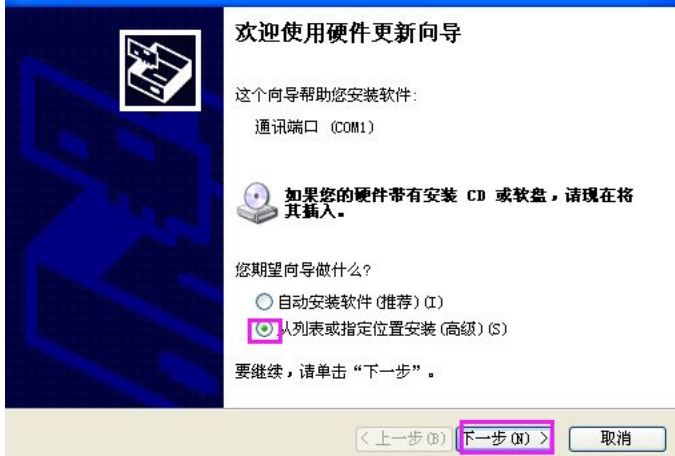 欢迎使用硬件更新向导
这个向导帮助您安装软件:
通讯端口 (COM1)
如果您的硬件带有安装 CD 或软盘,请现在将
其插入。
您期望向导做什么?
自动安装软件(推荐)(I)
从列表或指定位置安装(高级)(S)
要继续,请单击“下一步”。
< 上一步(B) 下一步(N) > 取消